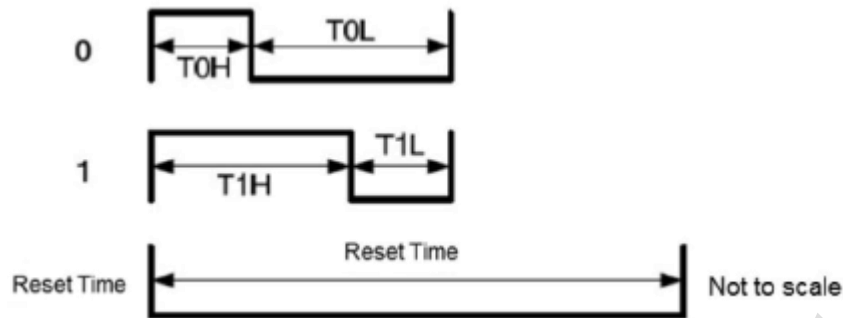 0
T0H
T0L
1
T1H
T1L
Reset Time
Reset Time
Not to scale